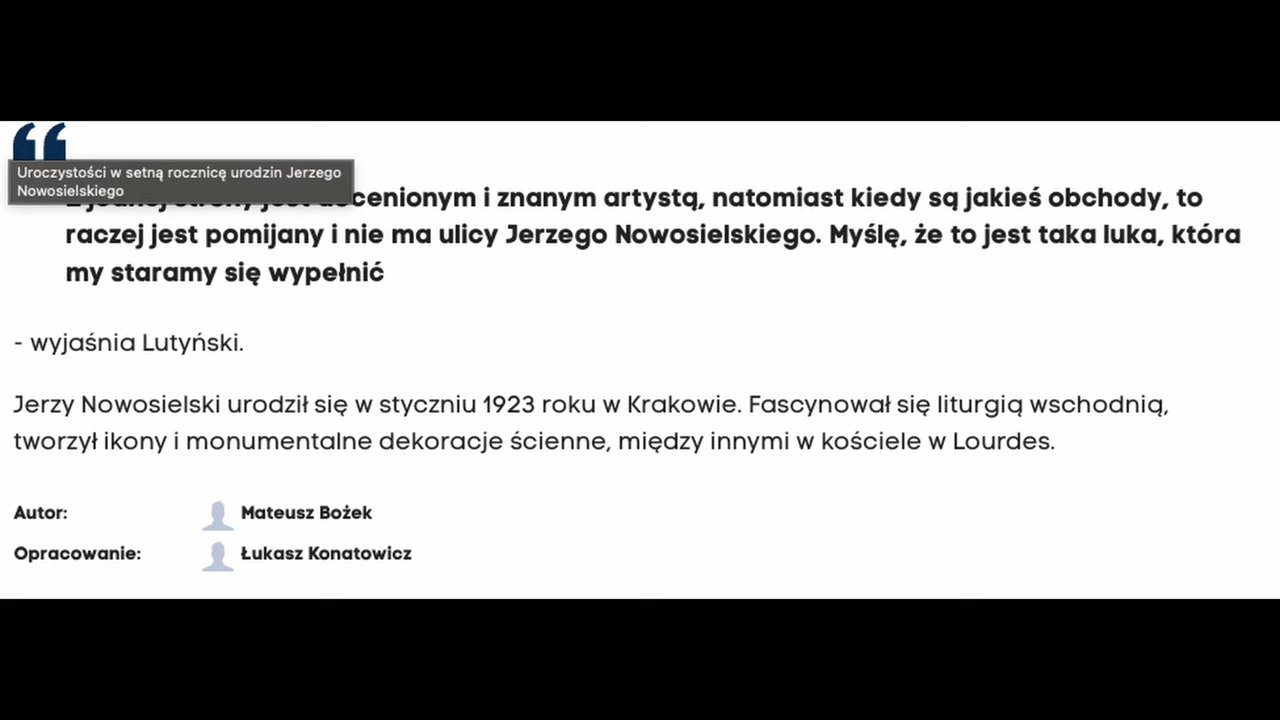 Uroczystości w setną rocznicę urodzin Jerzego
Nowosielskiego
jest docenionym i znanym artystą, natomiast kiedy są jakieś obchody, to
raczej jest pomijany i nie ma ulicy Jerzego Nowosielskiego. Myślę, że to jest taka luka, która
my staramy się wypełnić
- wyjaśnia Lutyński.
Jerzy Nowosielski urodził się w styczniu 1923 roku w Krakowie. Fascynował się liturgią wschodnią,
tworzył ikony i monumentalne dekoracje ścienne, między innymi w kościele w Lourdes.
Autor: Mateusz Bożek
Opracowanie: Łukasz Konatowicz